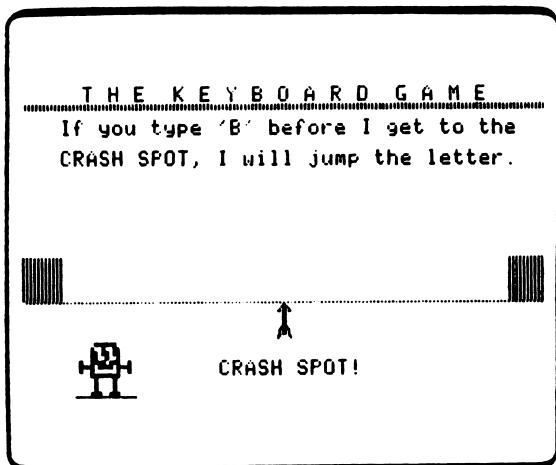 THE KEYBOARD GAME
If you type 'B' before I get to the
CRASH SPOT, I will jump the letter.
CRASH SPOT!